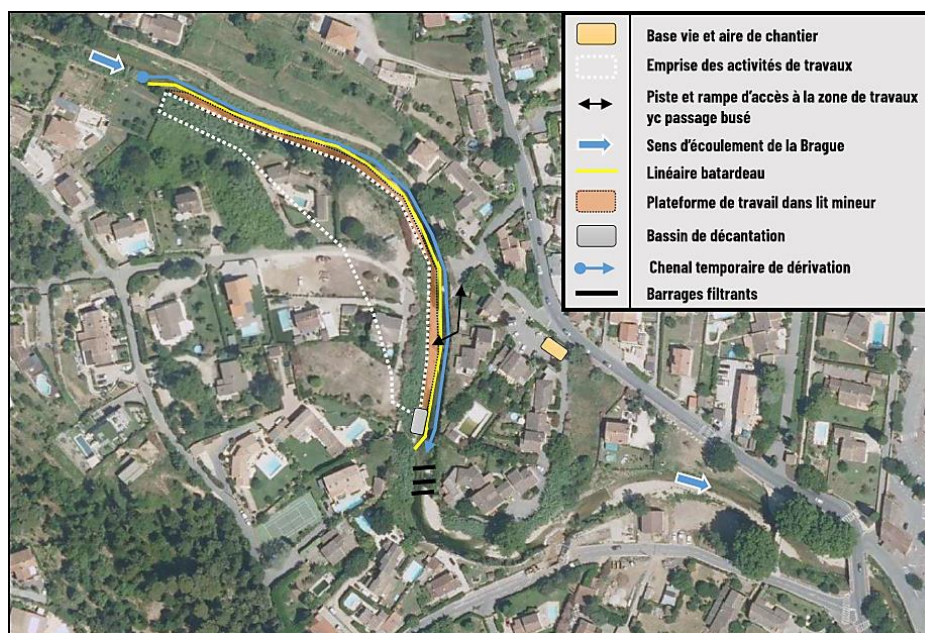 Base vie et aire de chantier
Emprise des activités de travaux
Piste et rampe d'accès à la zone de travaux
yc passage busé
Sens d'écoulement de la Brague
Linéaire batardeau
Plateforme de travail dans lit mineur
Bassin de décantation
Chenal temporaire de dérivation
Barrages filtrants